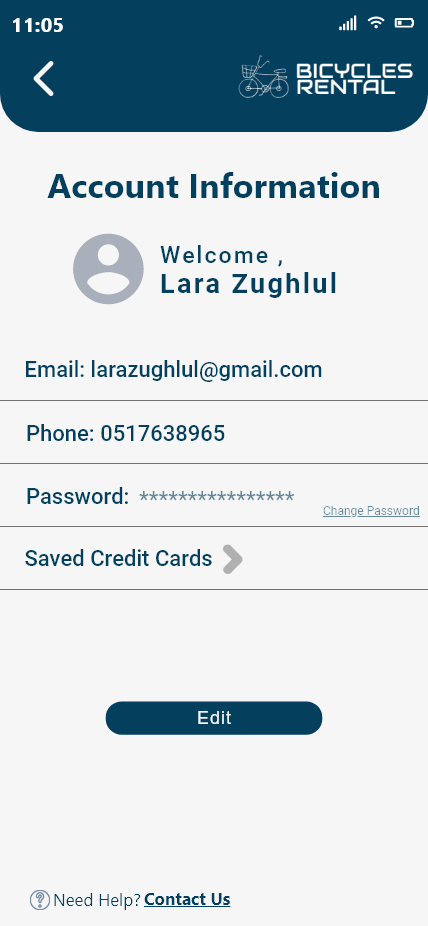 11:05
BICYCLES
RENTAL
Account Information
Welcome ,
Lara Zughlul
Email: larazughlul@gmail.com
Phone: 0517638965
Password: ****************
Change Password
Saved Credit Cards
Edit
Need Help? Contact Us